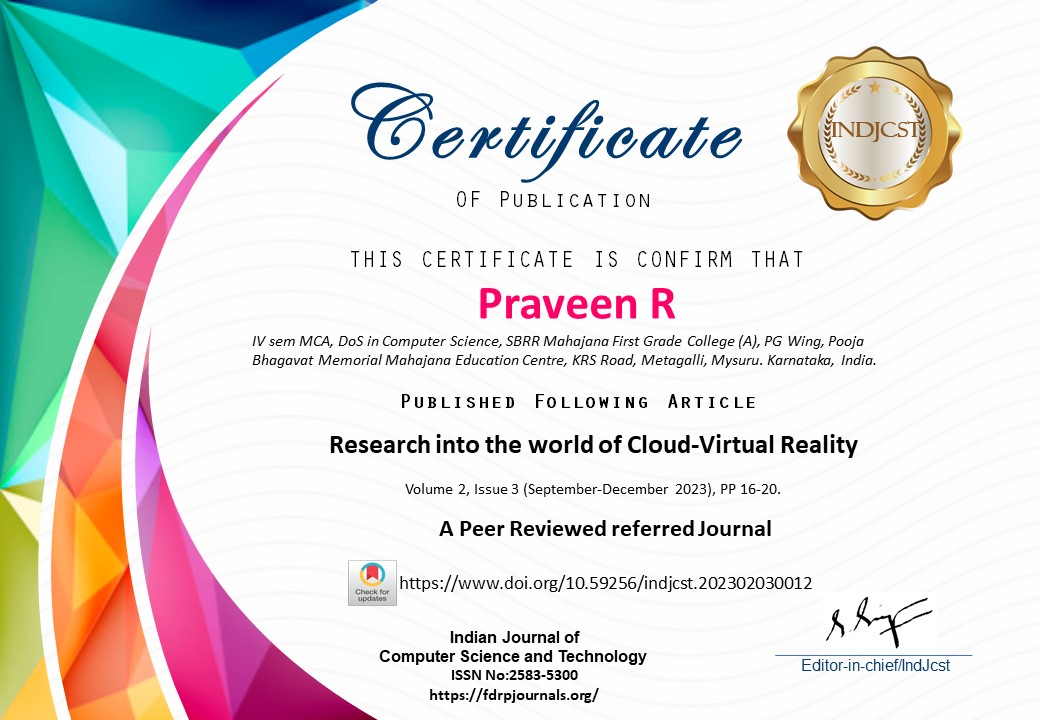 Certificate
INDJCST
OF PUBLICATION
THIS CERTIFICATE IS CONFIRM THAT
Praveen R
IV sem MCA, DoS in Computer Science, SBRR Mahajana First Grade College (A), PG Wing, Pooja
Bhagavat Memorial Mahajana Education Centre, KRS Road, Metagalli, Mysuru. Karnataka, India.
PUBLISHED FOLLOWING ARTICLE
Research into the world of Cloud-Virtual Reality
Volume 2, Issue 3 (September-December 2023), PP 16-20.
A Peer Reviewed referred Journal
Check for
updates
https://www.doi.org/10.59256/indjcst.202302030012
Indian Journal of
Computer Science and Technology
ISSN No:2583-5300
https://fdrpjournals.org/
Editor-in-chief/IndJcst